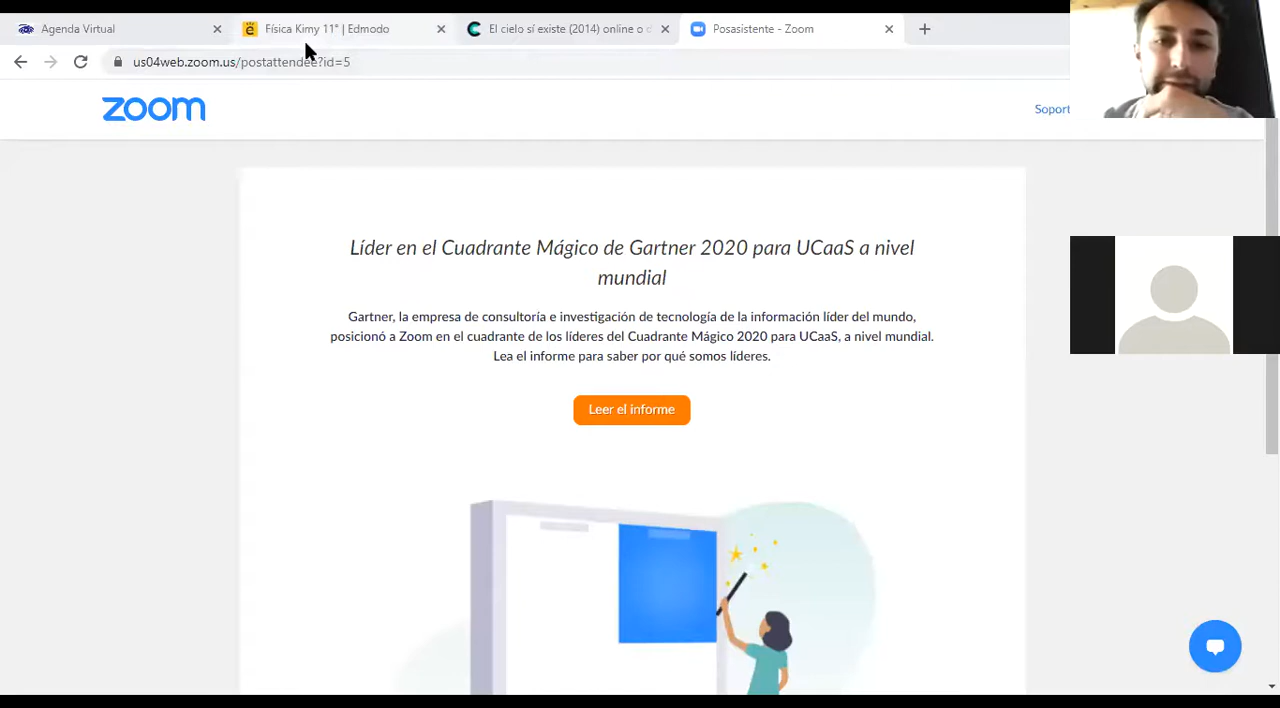 Agenda Virtual
Física Kimy 11° | Edmodo
El cielo sí existe (2014) online o d
Posasistente - Zoom
us04web.zoom.us/postattendee?id=5
zoom
Soport
Líder en el Cuadrante Mágico de Gartner 2020 para UCaaS a nivel
mundial
Gartner, la empresa de consultoría e investigación de tecnología de la información líder del mundo,
posicionó a Zoom en el cuadrante de los líderes del Cuadrante Mágico 2020 para UCaaS, a nivel mundial.
Lea el informe para saber por qué somos líderes.
Leer el informe